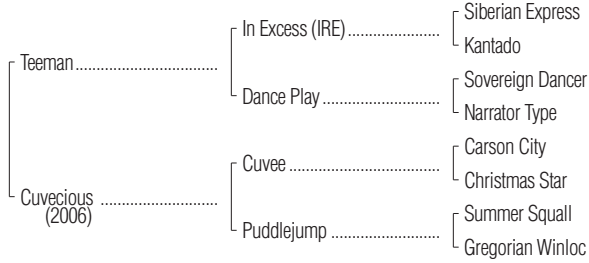 Siberian Express
In Excess (IRE)
Kantado
Teeman
Sovereign Dancer
Dance Play
Narrator Type
Carson City
Cuvee
Christmas Star
Cuvecious
(2006)
Summer Squall
Puddlejump
Gregorian Winloc